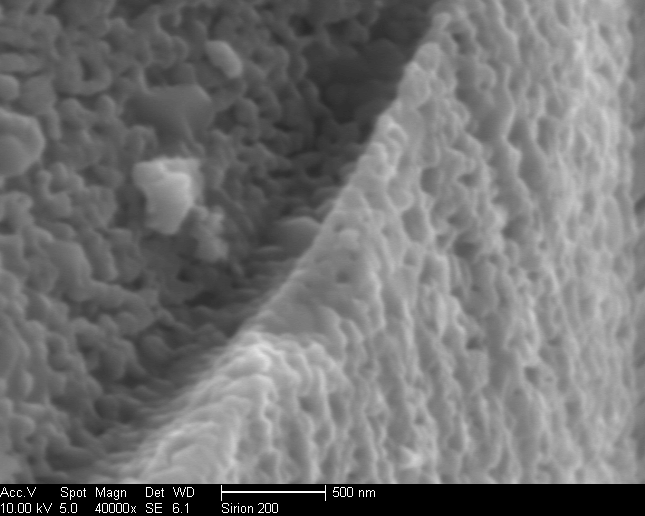 Acc.V Spot Magn Det WD 500 nm
10.00 kV 5.0 40000x SE 6.1 Sirion 200